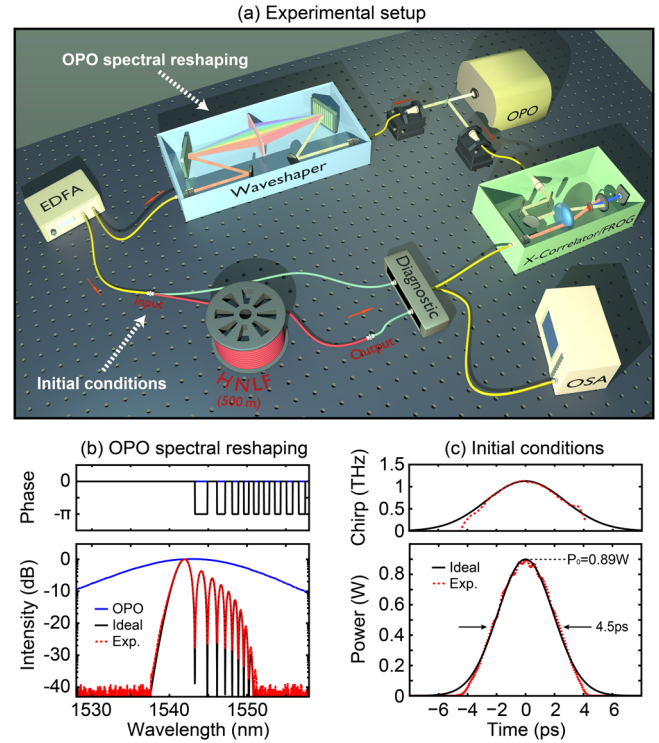 (a) Experimental setup
OPO spectral reshaping
OPO
Waveshaper
EDFA
X-Correlator/FROG
Diagnostic
Input
Output
Initial conditions
HNLF
(500 m)
OSA
(b) OPO spectral reshaping
Phase
0
-π
Intensity (dB)
0
-10
-20
-30
-40
OPO
Ideal
Exp.
1530 1540 1550
Wavelength (nm)
(c) Initial conditions
Chirp (THz)
1.5
1
0.5
0
Power (W)
0.8
0.6
0.4
0.2
0
Ideal
Exp.
P₀=0.89W
4.5ps
−6 −4 −2 0 2 4 6
Time (ps)